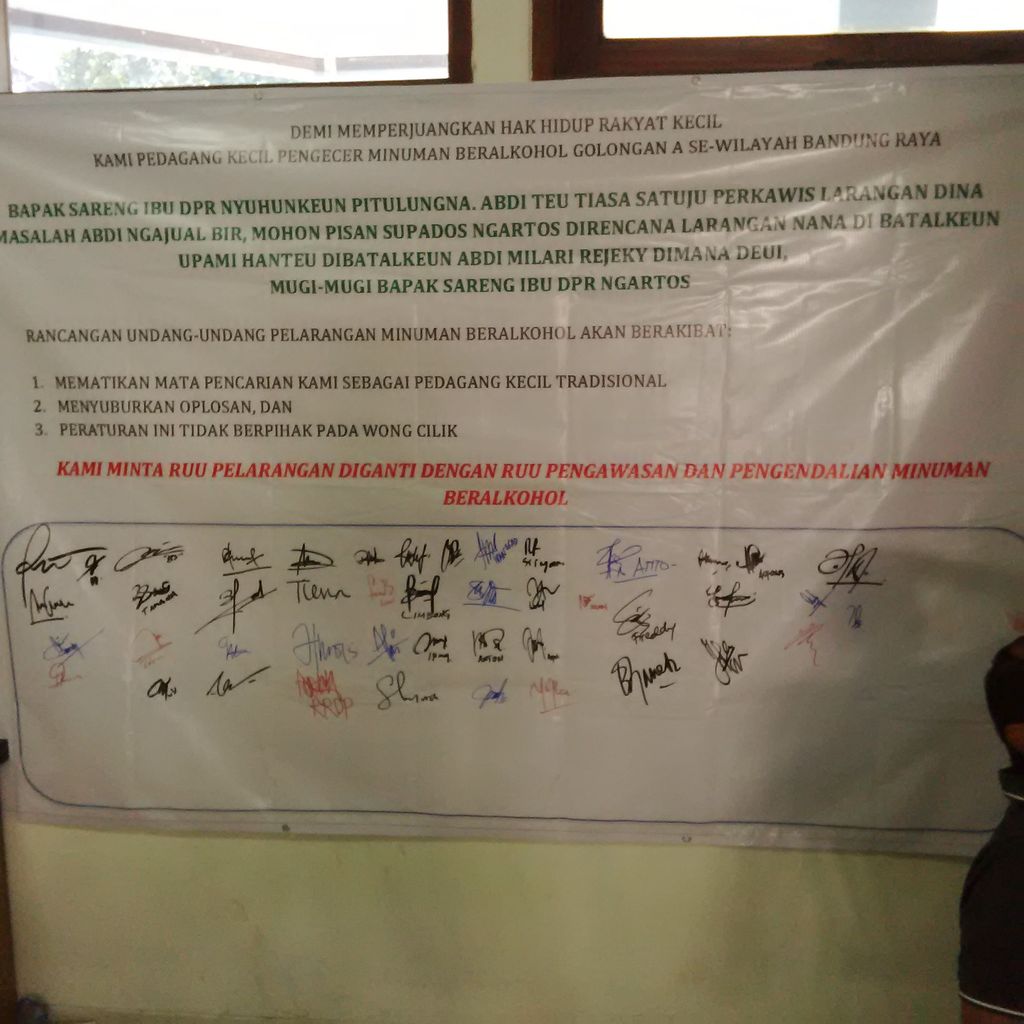 DEMI MEMPERJUANGKAN HAK HIDUP RAKYAT KECIL
KAMI PEDAGANG KECIL PENGECER MINUMAN BERALKOHOL GOLONGAN A SE-WILAYAH BANDUNG RAYA
BAPAK SARENG IBU DPR NYUHUNKEUN PITULUNGNA. ABDI TEU TIASA SATUJU PERKAWIS LARANGAN DINA
MASALAH ABDI NGAJUAL BIR, MOHON PISAN SUPADOS NGARTOS DIRENCANA LARANGAN NANA DI BATALKEUN
UPAMI HANTEU DIBATALKEUN ABDI MILARI REJEKY DIMANA DEUI,
MUGI-MUGI BAPAK SARENG IBU DPR NGARTOS
RANCANGAN UNDANG-UNDANG PELARANGAN MINUMAN BERALKOHOL AKAN BERAKIBAT:
1. MEMATIKAN MATA PENCARIAN KAMI SEBAGAI PEDAGANG KECIL TRADISIONAL
2. MENYUBURKAN OPLOSAN, DAN
3. PERATURAN INI TIDAK BERPIHAK PADA WONG CILIK
KAMI MINTA RUU PELARANGAN DIGANTI DENGAN RUU PENGAWASAN DAN PENGENDALIAN MINUMAN
BERALKOHOL
FREDDY